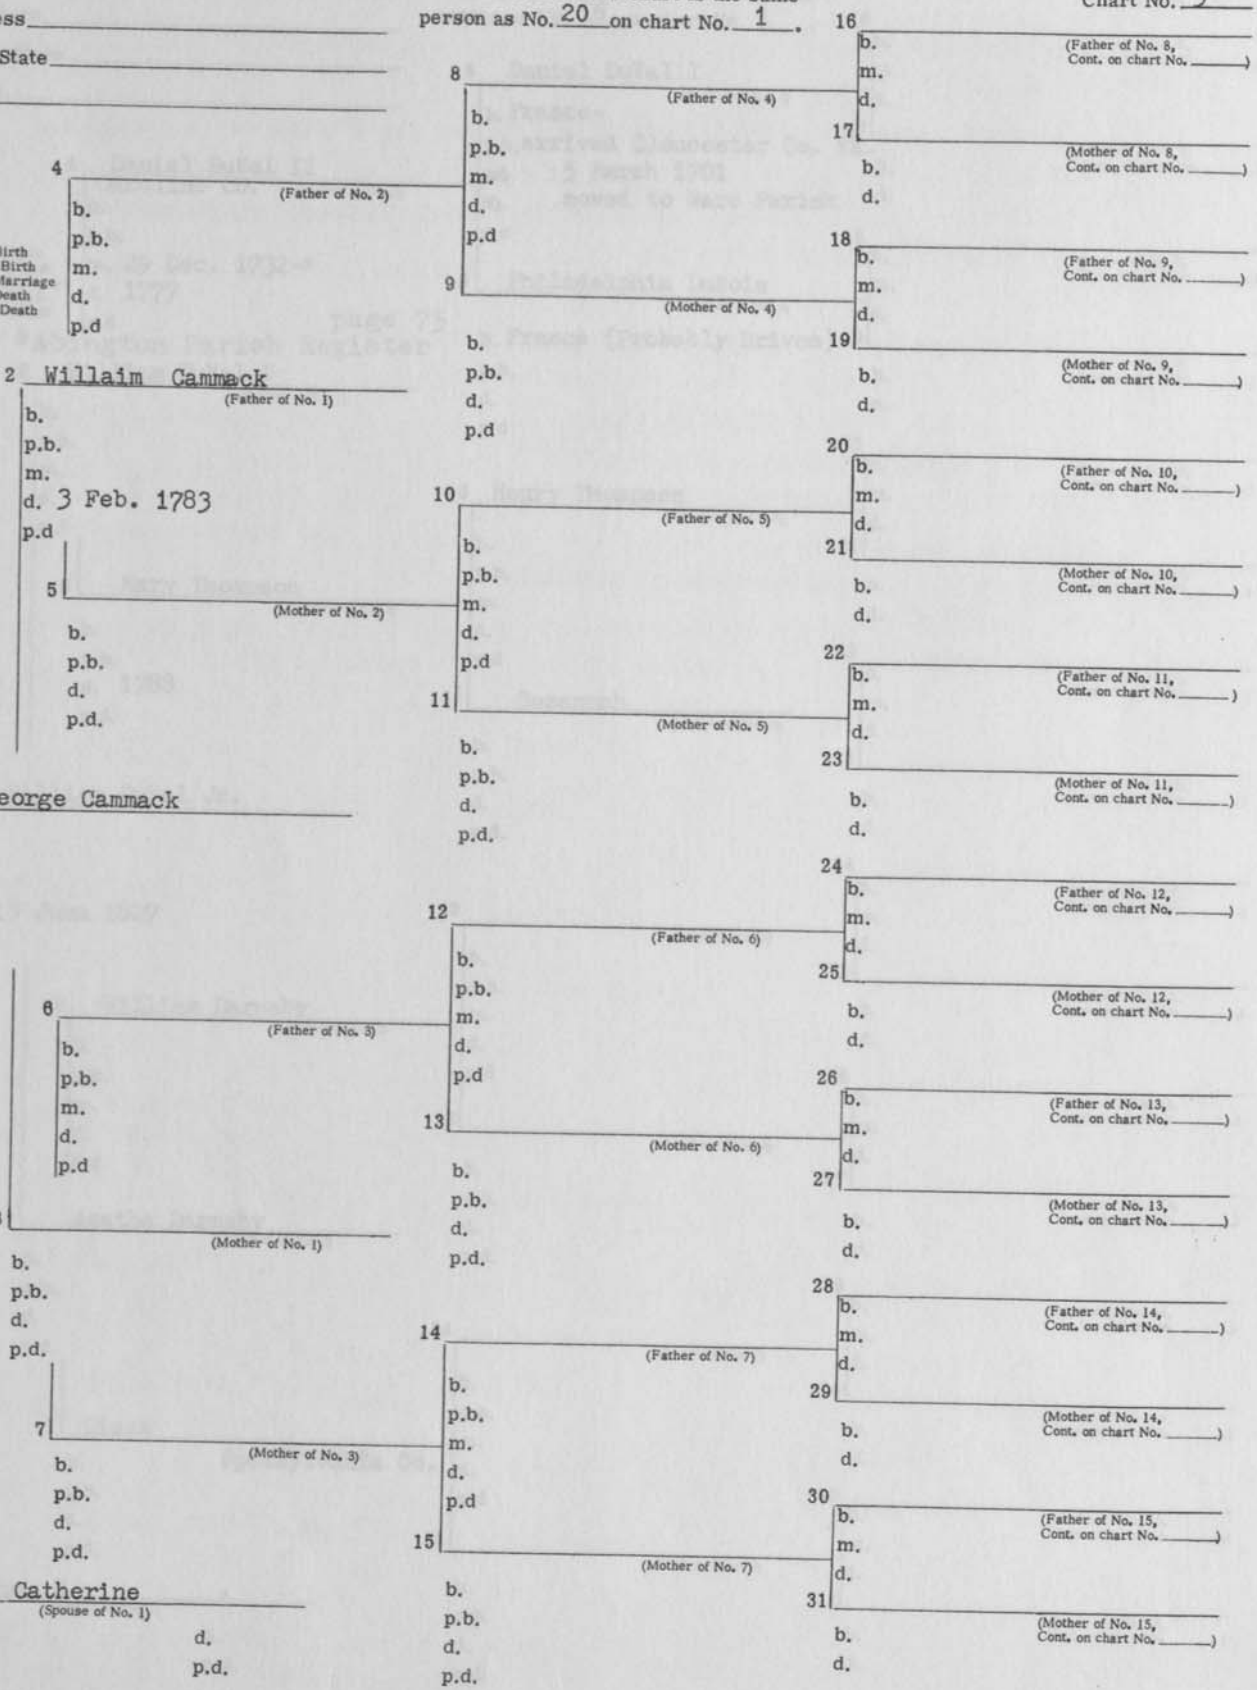 person as No. 20 on chart No. 1.
Chart No.
ess
State
16
b.
m.
d.
(Father of No. 8,
Cont. on chart No. )
8
(Father of No. 4)
b.
p.b.
m.
d.
p.d
17
(Mother of No. 8,
Cont. on chart No. )
b.
d.
4
(Father of No. 2)
b.
p.b.
m.
d.
p.d
Birth
Birth
Marriage
Death
Death
18
b.
m.
d.
(Father of No. 9,
Cont. on chart No. )
9
(Mother of No. 4)
b.
p.b.
d.
p.d
19
(Mother of No. 9,
Cont. on chart No. )
b.
d.
2 Willaim Cammack
(Father of No. 1)
b.
p.b.
m.
d. 3 Feb. 1783
p.d
20
b.
m.
d.
(Father of No. 10,
Cont. on chart No. )
10
(Father of No. 5)
b.
p.b.
m.
d.
p.d
21
(Mother of No. 10,
Cont. on chart No. )
b.
d.
5
(Mother of No. 2)
b.
p.b.
d.
p.d.
22
b.
m.
d.
(Father of No. 11,
Cont. on chart No. )
11
(Mother of No. 5)
b.
p.b.
d.
p.d.
23
(Mother of No. 11,
Cont. on chart No. )
b.
d.
eorge Cammack
24
b.
m.
d.
(Father of No. 12,
Cont. on chart No. )
12
(Father of No. 6)
b.
p.b.
m.
d.
p.d
25
(Mother of No. 12,
Cont. on chart No. )
b.
d.
6
(Father of No. 3)
b.
p.b.
m.
d.
p.d
26
b.
m.
d.
(Father of No. 13,
Cont. on chart No. )
13
(Mother of No. 6)
b.
p.b.
d.
p.d.
27
(Mother of No. 13,
Cont. on chart No. )
b.
d.
(Mother of No. 1)
b.
p.b.
d.
p.d.
28
b.
m.
d.
(Father of No. 14,
Cont. on chart No. )
14
(Father of No. 7)
b.
p.b.
m.
d.
p.d
29
(Mother of No. 14,
Cont. on chart No. )
b.
d.
7
(Mother of No. 3)
b.
p.b.
d.
p.d.
30
b.
m.
d.
(Father of No. 15,
Cont. on chart No. )
15
(Mother of No. 7)
b.
p.b.
d.
p.d.
31
(Mother of No. 15,
Cont. on chart No. )
b.
d.
Catherine
(Spouse of No. 1)
d.
p.d.